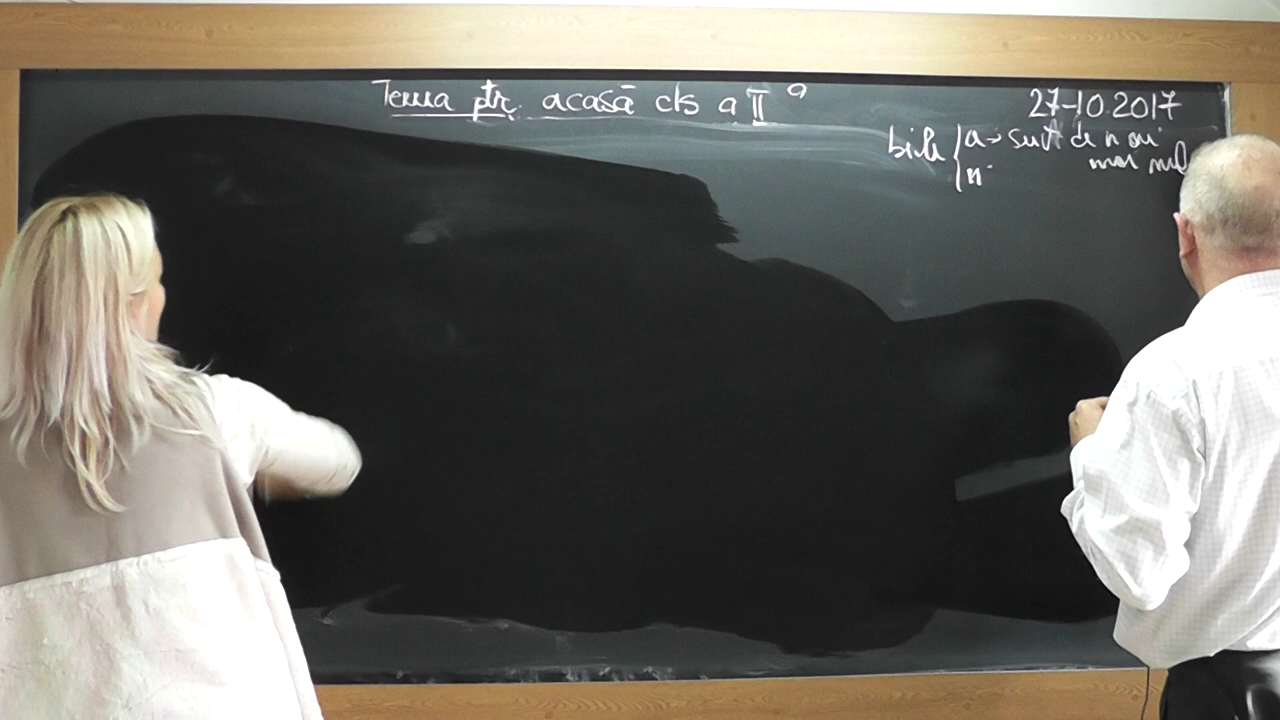 Tema ptr. acasă cls a II a
27-10.2017
bile { a → sunt de n ori
mai mul
n